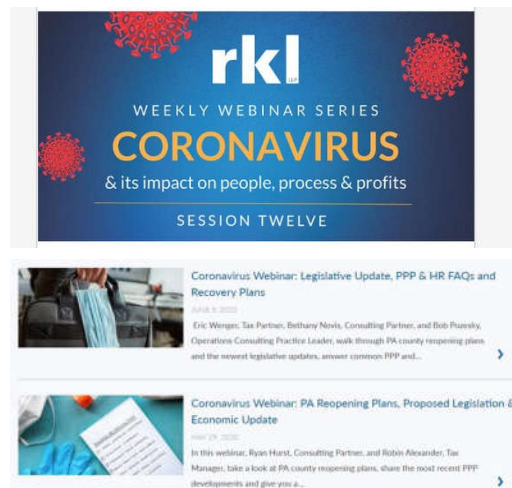 rkl
LLP
WEEKLY WEBINAR SERIES
CORONAVIRUS
& its impact on people, process & profits
SESSION TWELVE
Coronavirus Webinar: Legislative Update, PPP & HR FAQs and
Recovery Plans
Eric Wenger, Tax Partner, Bethany Novis, Consulting Partner, and Bob Pozesky,
Operations Consulting Practice Leader, walk through PA county reopening plans
and the newest legislative updates, answer common PPP and...
Coronavirus Webinar: PA Reopening Plans, Proposed Legislation &
Economic Update
In this webinar, Ryan Hurst, Consulting Partner, and Robin Alexander, Tax
Manager, take a look at PA county reopening plans, share the most recent PPP
developments and give you a...